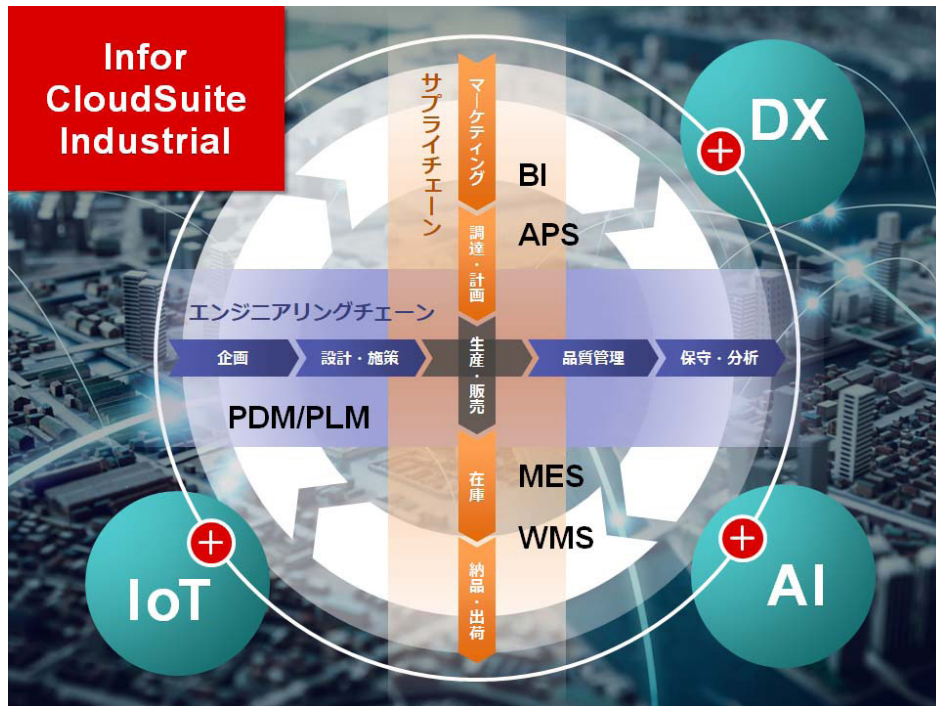 Infor
CloudSuite
Industrial
サプライチェーン
マーケティング
DX
BI
APS
調達・計画
エンジニアリングチェーン
企画
設計・施策
生産・販売
品質管理
保守・分析
PDM/PLM
在庫
MES
WMS
IoT
AI
納品・出荷